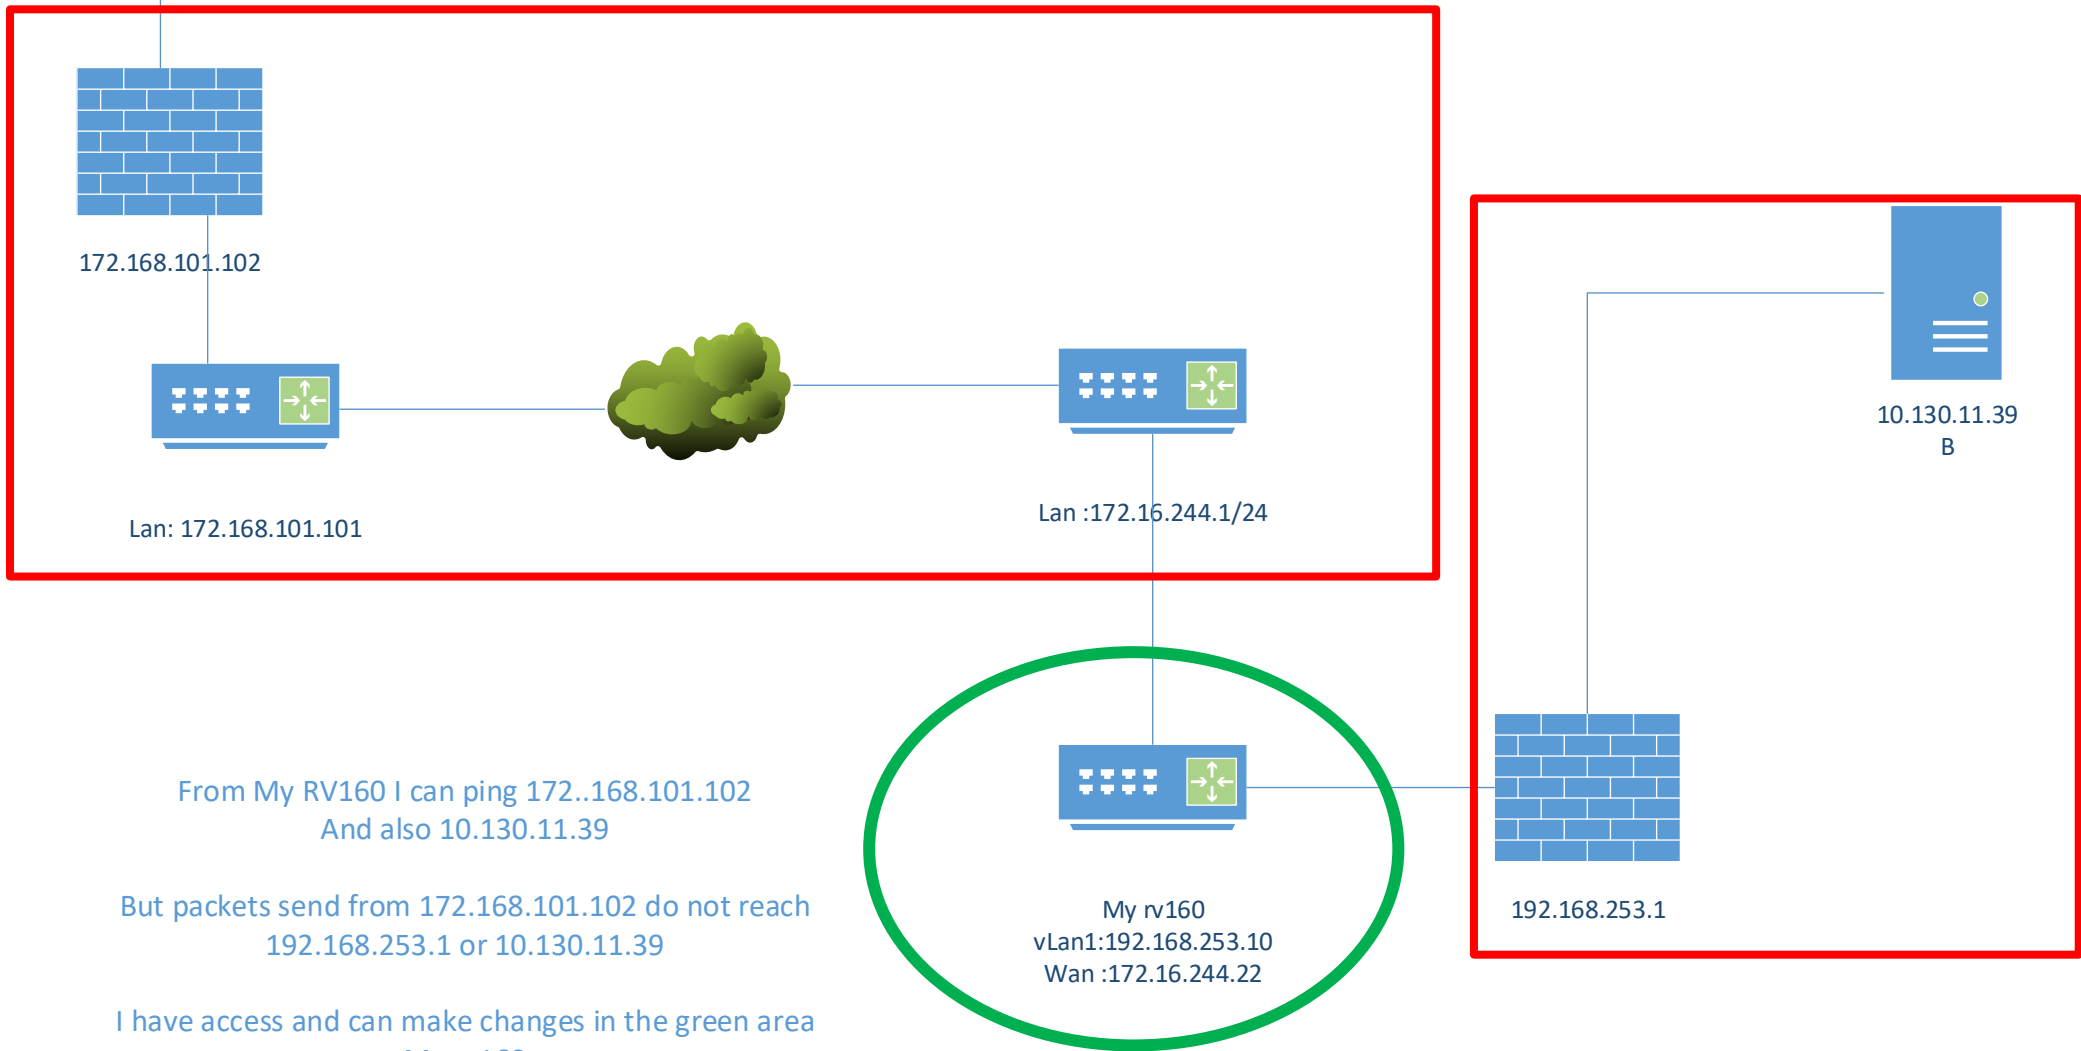 172.168.101.102
Lan: 172.168.101.101
Lan :172.16.244.1/24
10.130.11.39
B
From My RV160 I can ping 172..168.101.102
And also 10.130.11.39
But packets send from 172.168.101.102 do not reach
192.168.253.1 or 10.130.11.39
I have access and can make changes in the green area
My rv160
vLan1:192.168.253.10
Wan :172.16.244.22
192.168.253.1